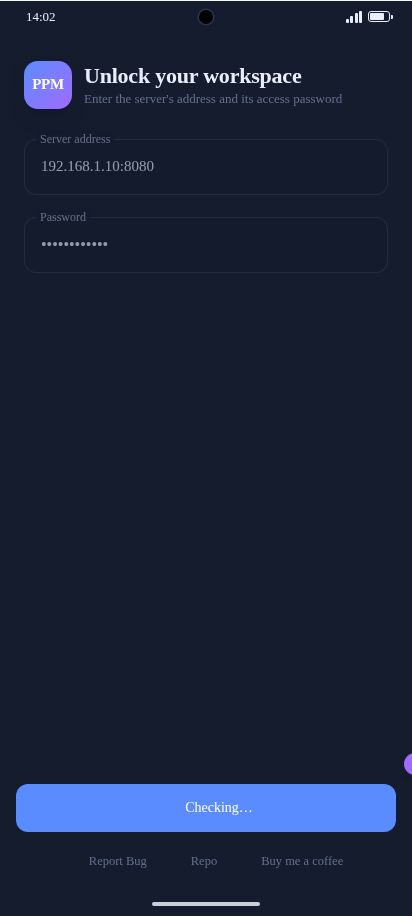 14:02
PPM
Unlock your workspace
Enter the server's address and its access password
Server address
192.168.1.10:8080
Password
••••••••••••
Checking…
Report Bug
Repo
Buy me a coffee